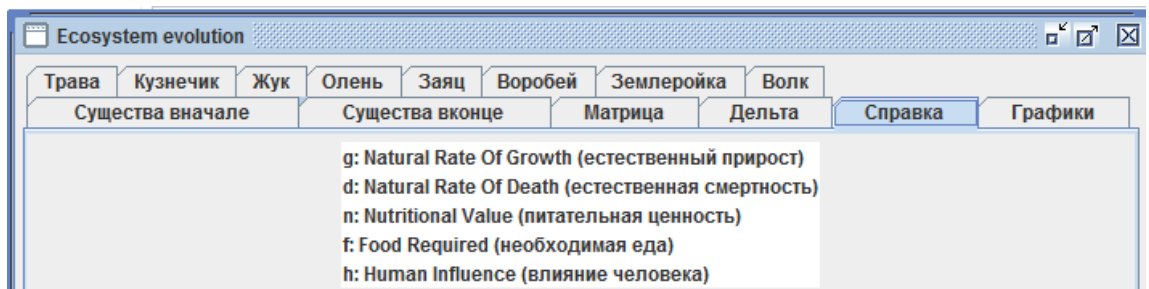 Ecosystem evolution
Трава Кузнечик Жук Олень Заяц Воробей Землеройка Волк
Существа вначале Существа вконце Матрица Дельта Справка Графики
g: Natural Rate Of Growth (естественный прирост)
d: Natural Rate Of Death (естественная смертность)
n: Nutritional Value (питательная ценность)
f: Food Required (необходимая еда)
h: Human Influence (влияние человека)